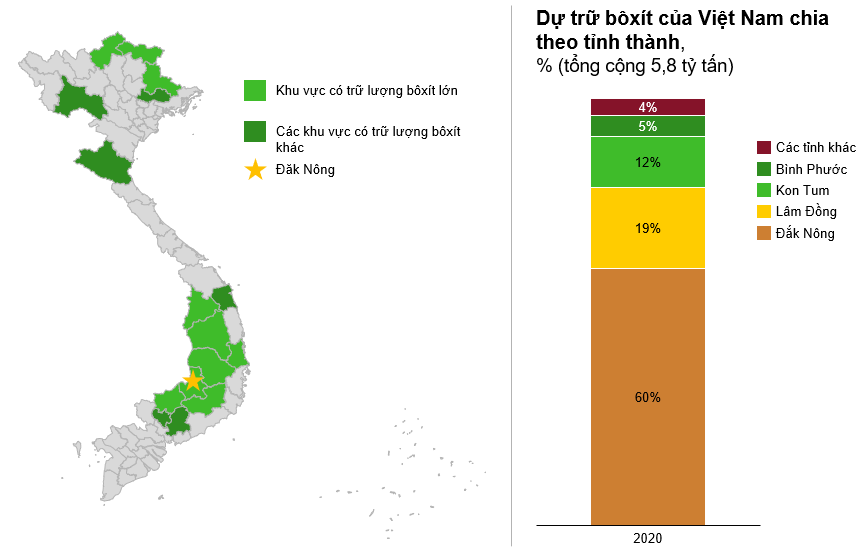 Khu vực có trữ lượng bôxít lớn
Các khu vực có trữ lượng bôxít
khác
Đăk Nông
Dự trữ bôxít của Việt Nam chia
theo tỉnh thành,
% (tổng cộng 5,8 tỷ tấn)
4%
5%
12%
19%
60%
2020
Các tỉnh khác
Bình Phước
Kon Tum
Lâm Đồng
Đắk Nông